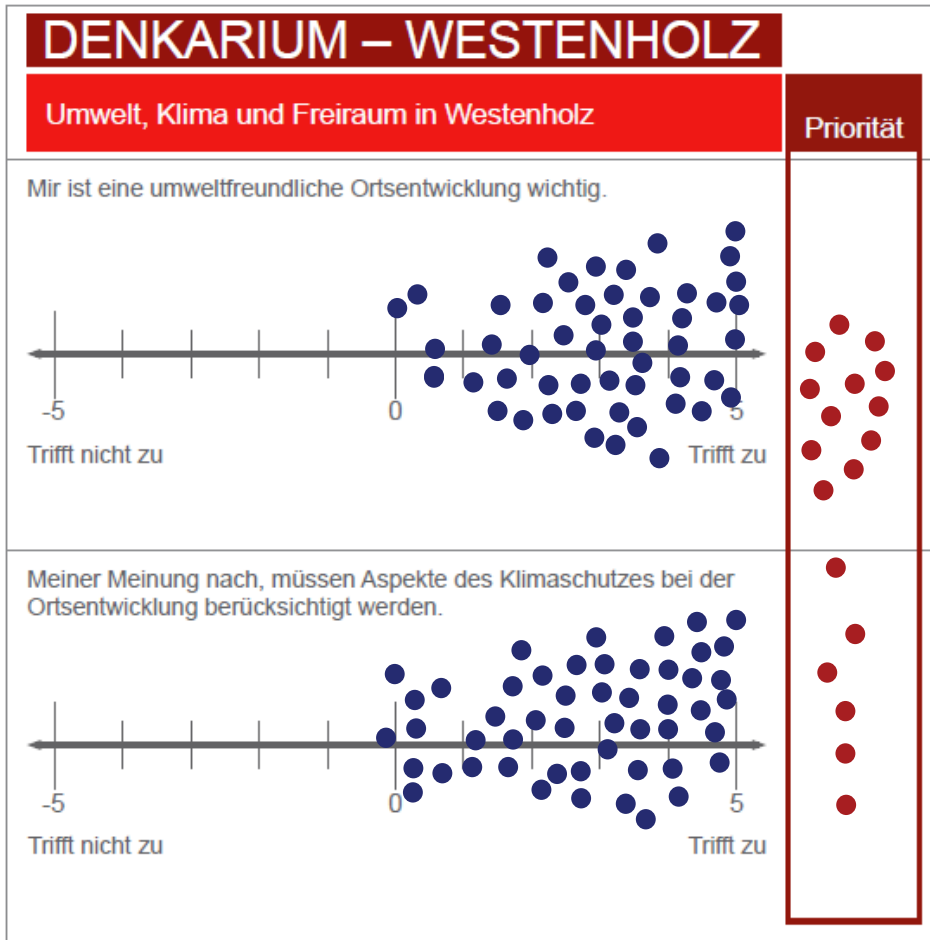 DENKARIUM – WESTENHOLZ
Umwelt, Klima und Freiraum in Westenholz
Priorität
Mir ist eine umweltfreundliche Ortsentwicklung wichtig.
-5 0 5
Trifft nicht zu Trifft zu
Meiner Meinung nach, müssen Aspekte des Klimaschutzes bei der
Ortsentwicklung berücksichtigt werden.
-5 0 5
Trifft nicht zu Trifft zu